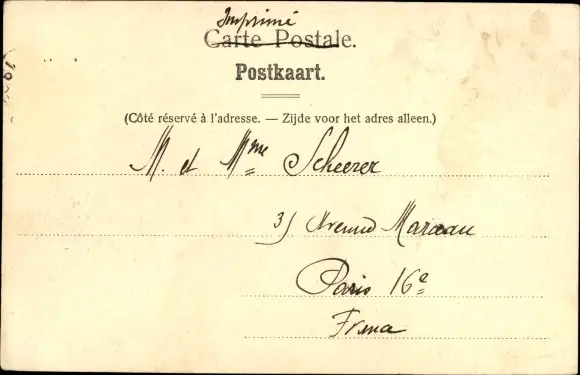 Imprimé
Carte Postale.
Postkaart.
(Côté réservé à l'adresse. — Zijde voor het adres alleen.)
M. et Mme Scheerer
3) Avenue Marceau
Paris 16e
France